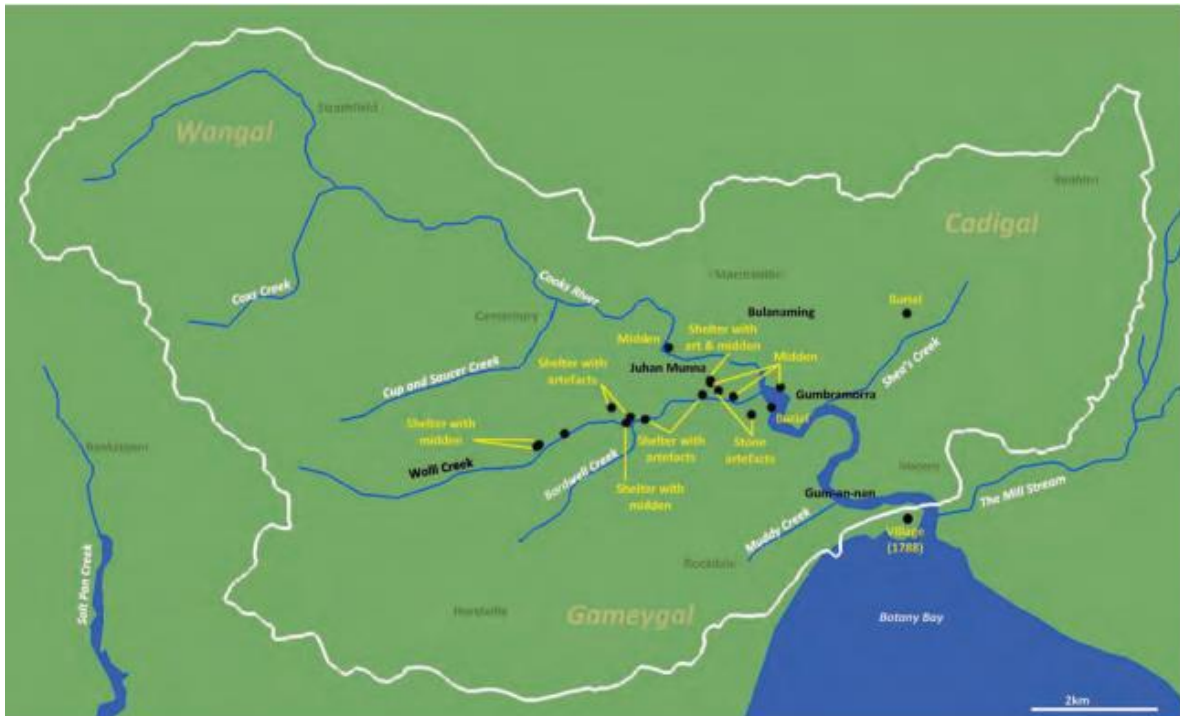 Strathfield
Wangal
Redfern
Cadigal
Marrickville
Coxs Creek
Cooks River
Burial
Bulanaming
Canterbury
Midden
Shelter with
art & midden
Midden
Juhan Munna
Shea's Creek
Cup and Saucer Creek
Shelter with
artefacts
Gumbramorra
Burial
Shelter with
midden
Shelter with
artefacts
Stone
artefacts
Bankstown
Wolli Creek
Bardwell Creek
Mascot
Shelter with
midden
Gum-an-nan
The Mill Stream
Muddy Creek
Village
(1788)
Rockdale
Salt Pan Creek
Hurstville
Gameygal
Botany Bay
2km